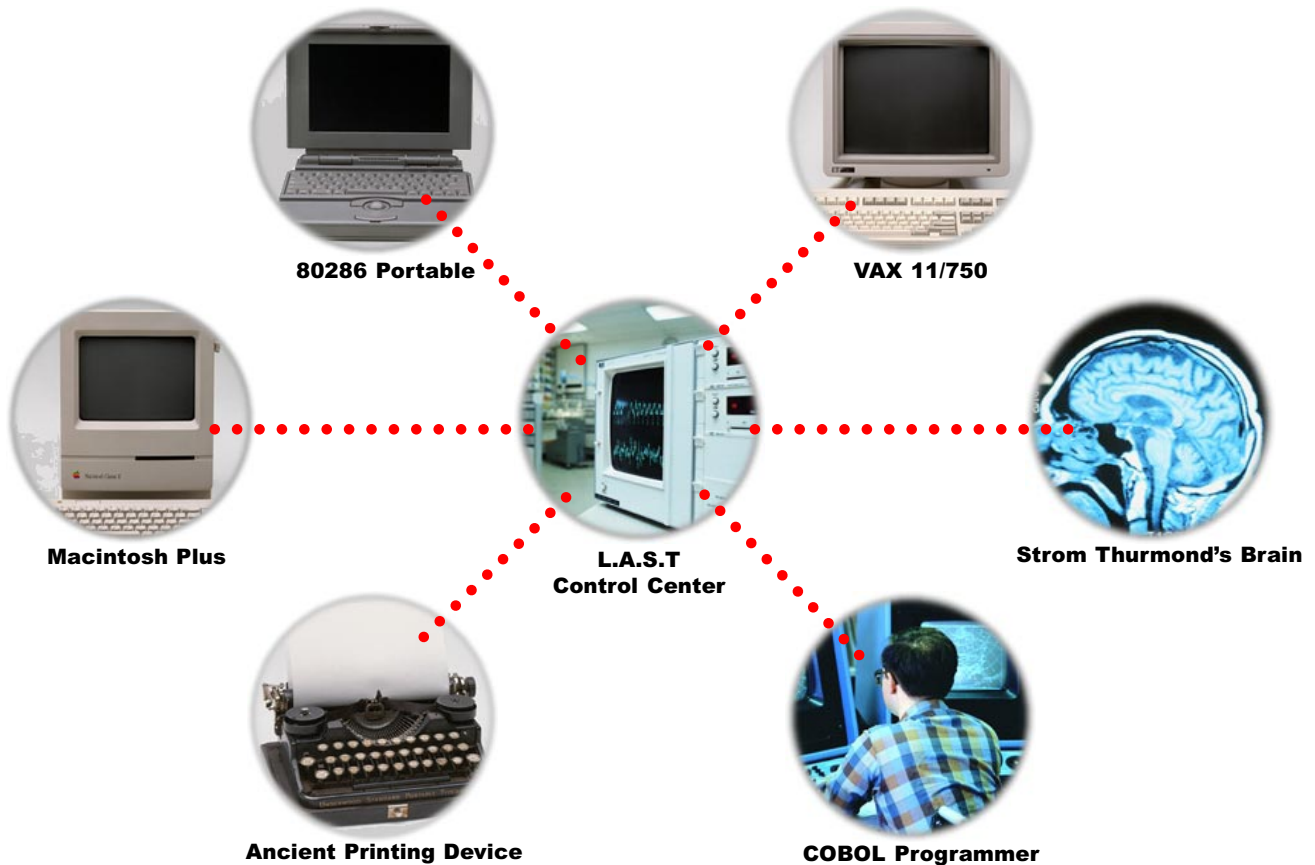 80286 Portable
VAX 11/750
Macintosh Plus
L.A.S.T
Control Center
Strom Thurmond’s Brain
Ancient Printing Device
COBOL Programmer